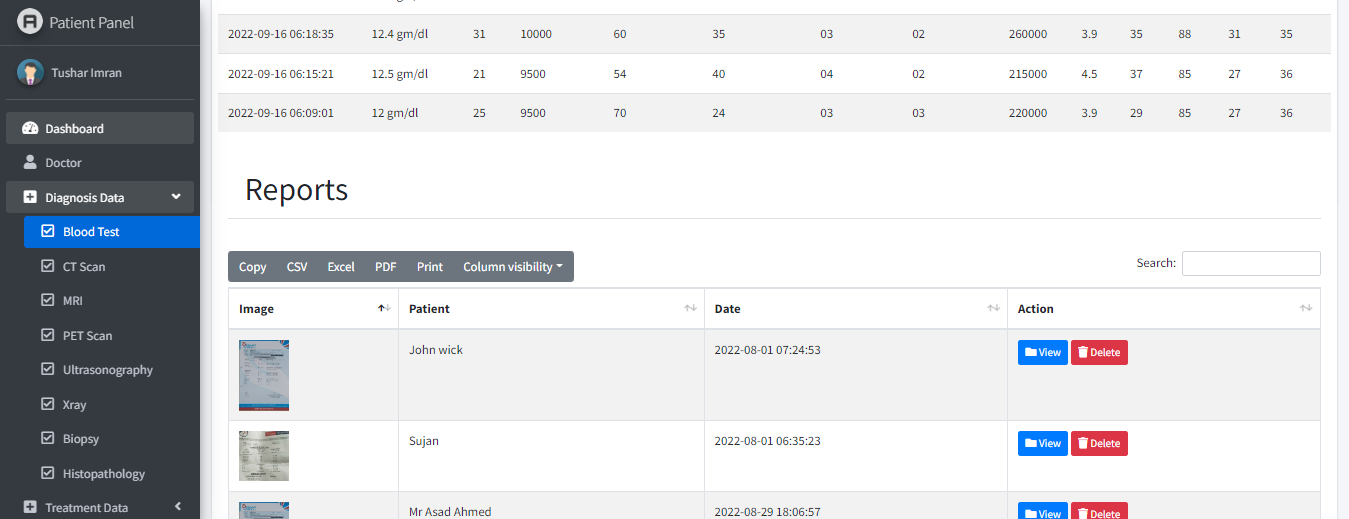 Patient Panel
Tushar Imran
Dashboard
Doctor
Diagnosis Data
Blood Test
CT Scan
MRI
PET Scan
Ultrasonography
Xray
Biopsy
Histopathology
Treatment Data
2022-09-16 06:18:35 12.4 gm/dl 31 10000 60 35 03 02 260000 3.9 35 88 31 35
2022-09-16 06:15:21 12.5 gm/dl 21 9500 54 40 04 02 215000 4.5 37 85 27 36
2022-09-16 06:09:01 12 gm/dl 25 9500 70 24 03 03 220000 3.9 29 85 27 36
Reports
Copy CSV Excel PDF Print Column visibility
Search:
Image Patient Date Action
John wick 2022-08-01 07:24:53 View Delete
Sujan 2022-08-01 06:35:23 View Delete
Mr Asad Ahmed 2022-08-29 18:06:57 View Delete